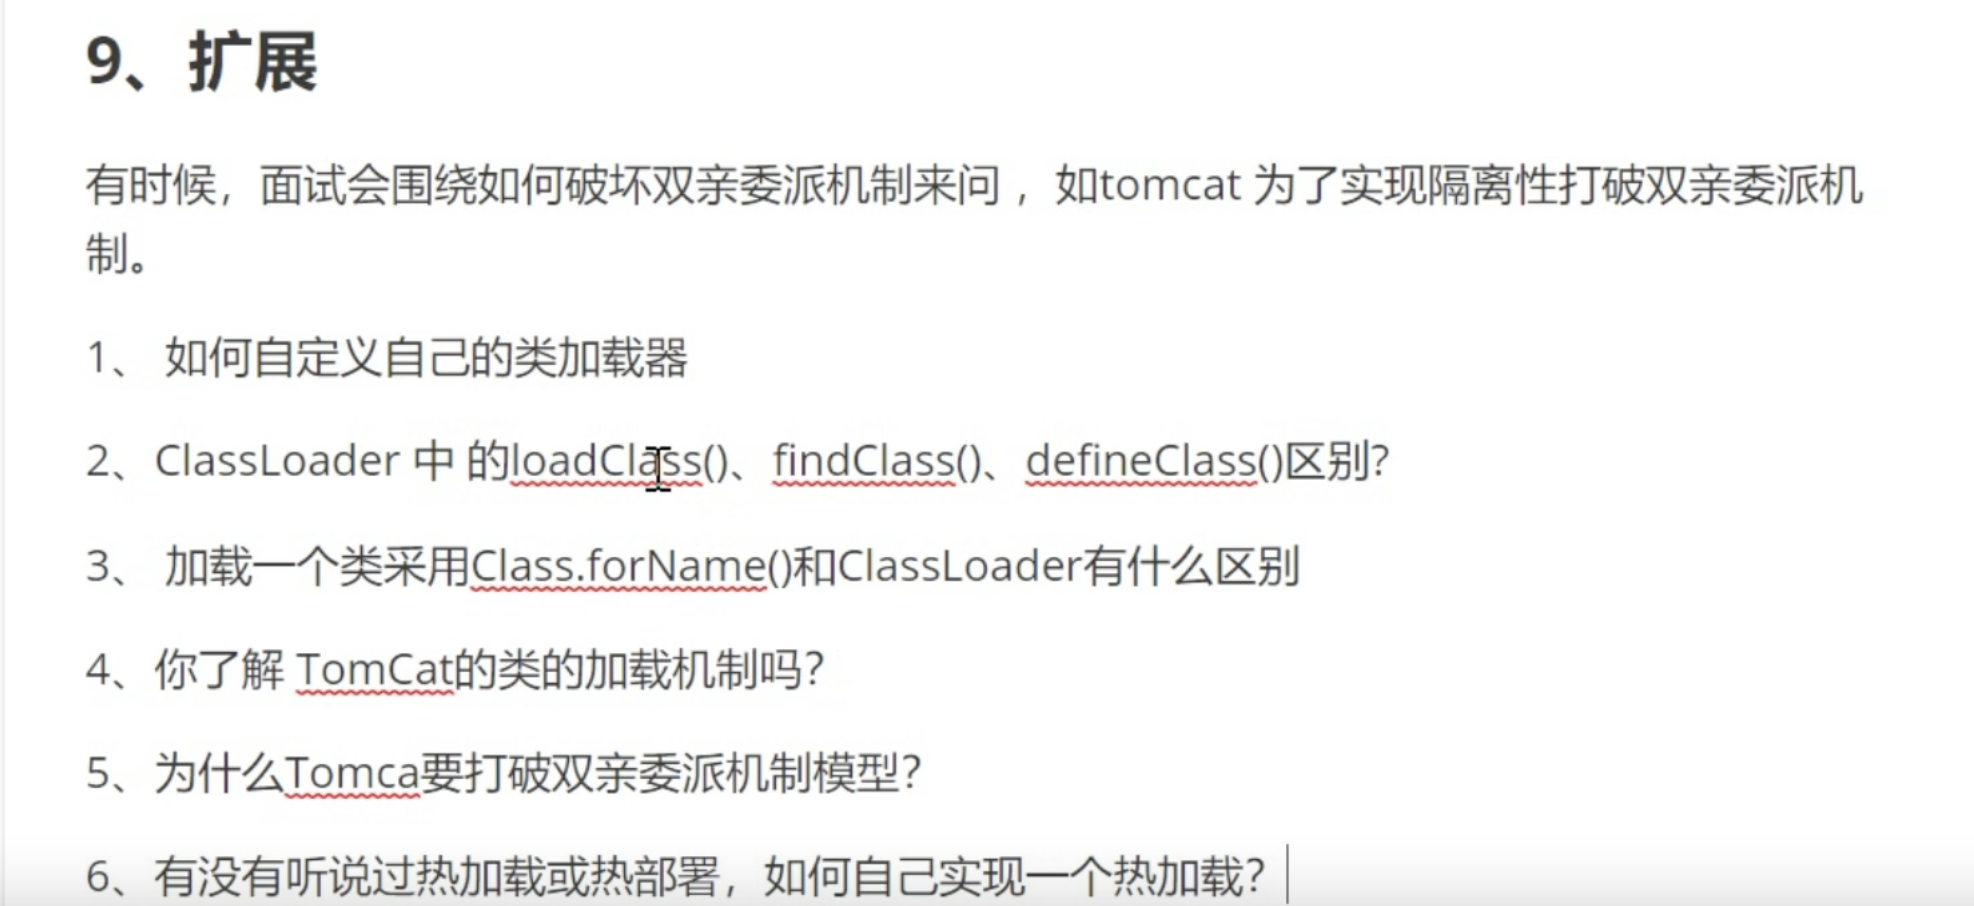 9、扩展
有时候，面试会围绕如何破坏双亲委派机制来问 ，如tomcat 为了实现隔离性打破双亲委派机
制。
1、 如何自定义自己的类加载器
2、ClassLoader 中 的loadClass()、findClass()、defineClass()区别？
3、 加载一个类采用Class.forName()和ClassLoader有什么区别
4、你了解 TomCat的类的加载机制吗？
5、为什么Tomca要打破双亲委派机制模型？
6、有没有听说过热加载或热部署，如何自己实现一个热加载？